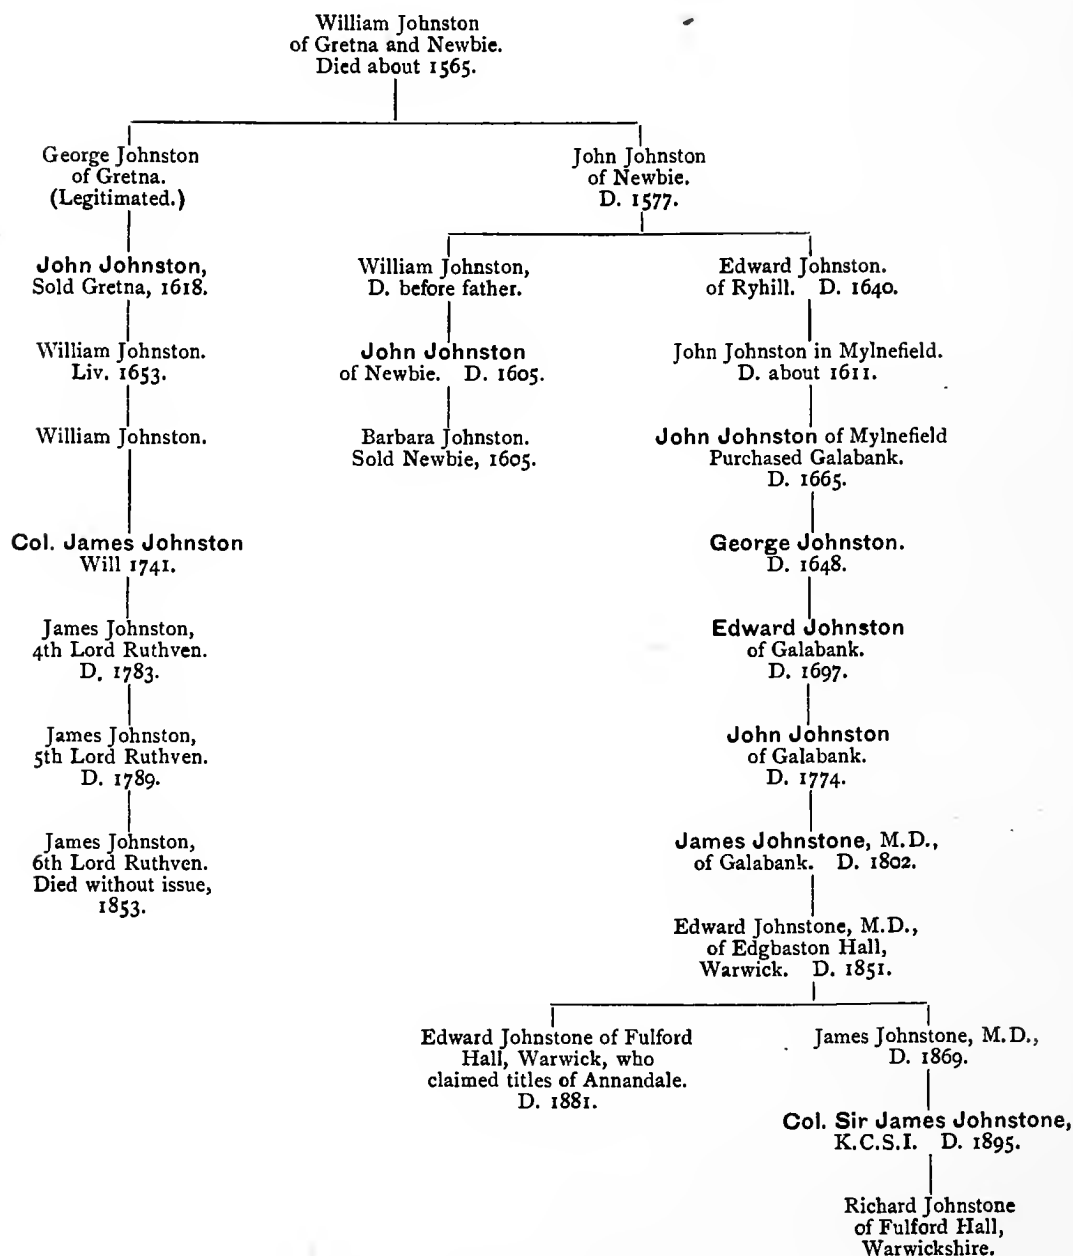 William Johnston
of Gretna and Newbie.
Died about 1565.
George Johnston
of Gretna.
(Legitimated.)
John Johnston
of Newbie.
D. 1577.
John Johnston,
Sold Gretna, 1618.
William Johnston,
D. before father.
Edward Johnston.
of Ryhill. D. 1640.
William Johnston.
Liv. 1653.
John Johnston
of Newbie. D. 1605.
John Johnston in Mylnefield.
D. about 1611.
William Johnston.
Barbara Johnston.
Sold Newbie, 1605.
John Johnston of Mylnefield
Purchased Galabank.
D. 1665.
Col. James Johnston
Will 1741.
George Johnston.
D. 1648.
James Johnston,
4th Lord Ruthven.
D. 1783.
Edward Johnston
of Galabank.
D. 1697.
James Johnston,
5th Lord Ruthven.
D. 1789.
John Johnston
of Galabank.
D. 1774.
James Johnston,
6th Lord Ruthven.
Died without issue,
1853.
James Johnstone, M.D.,
of Galabank. D. 1802.
Edward Johnstone, M.D.,
of Edgbaston Hall,
Warwick. D. 1851.
Edward Johnstone of Fulford
Hall, Warwick, who
claimed titles of Annandale.
D. 1881.
James Johnstone, M.D.,
D. 1869.
Col. Sir James Johnstone,
K.C.S.I. D. 1895.
Richard Johnstone
of Fulford Hall,
Warwickshire.